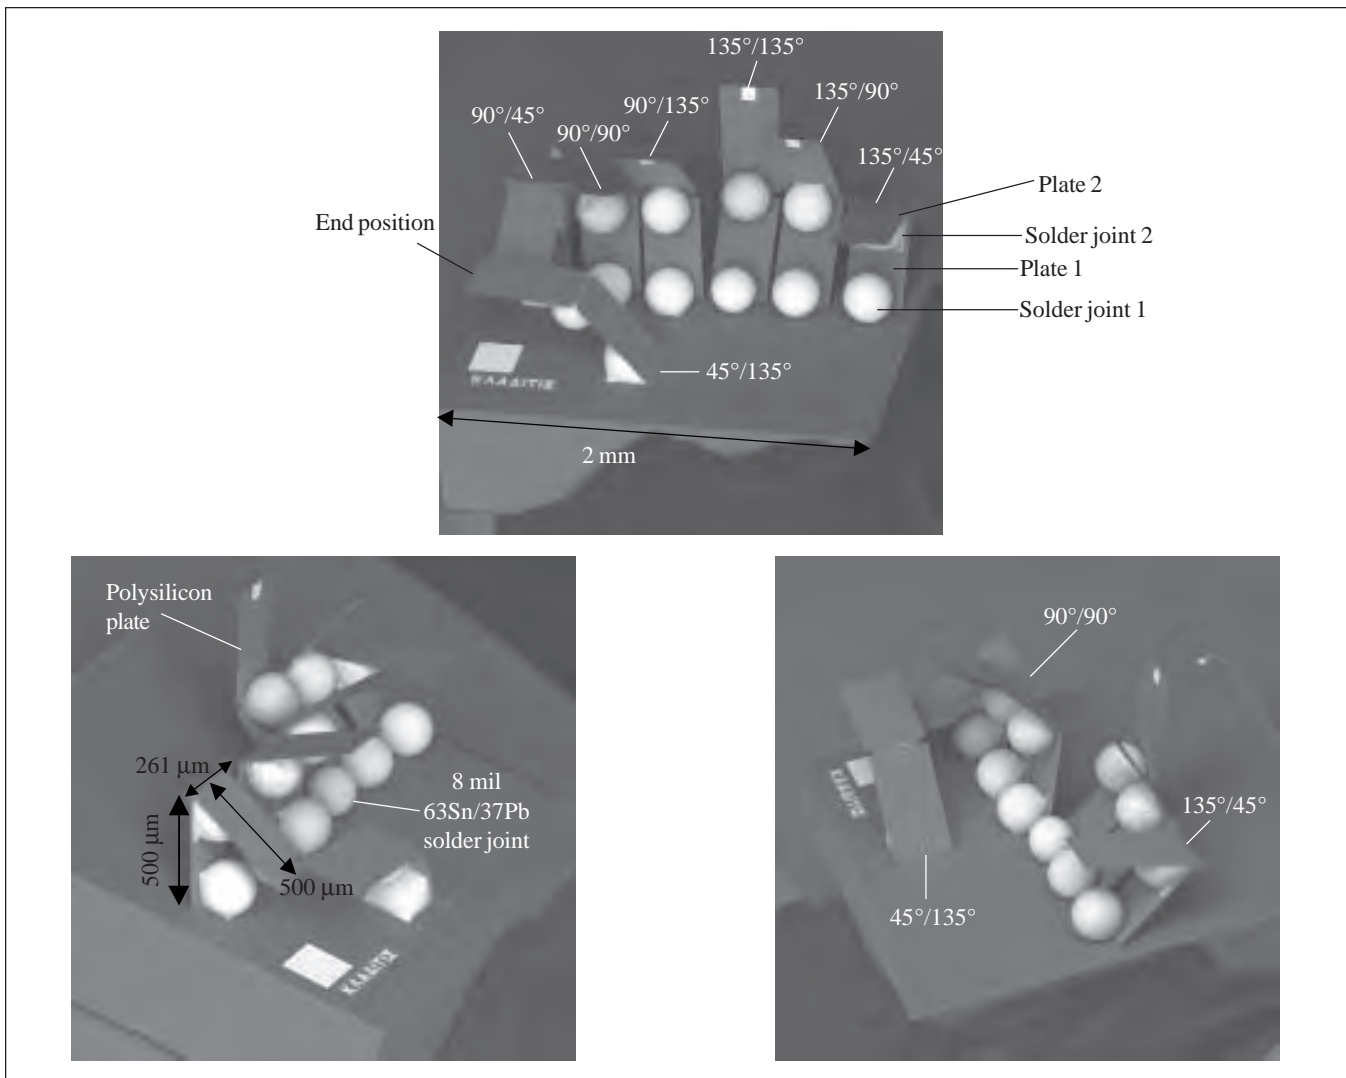 135°/135°
90°/135°
135°/90°
90°/45°
90°/90°
135°/45°
Plate 2
End position
Solder joint 2
Plate 1
Solder joint 1
45°/135°
ΚΛΑΔΙΤΙΣ
2 mm
Polysilicon
plate
261 µm
8 mil
63Sn/37Pb
solder joint
500 µm
500 µm
ΚΛΑΔΙΤΙΣ
90°/90°
135°/45°
45°/135°